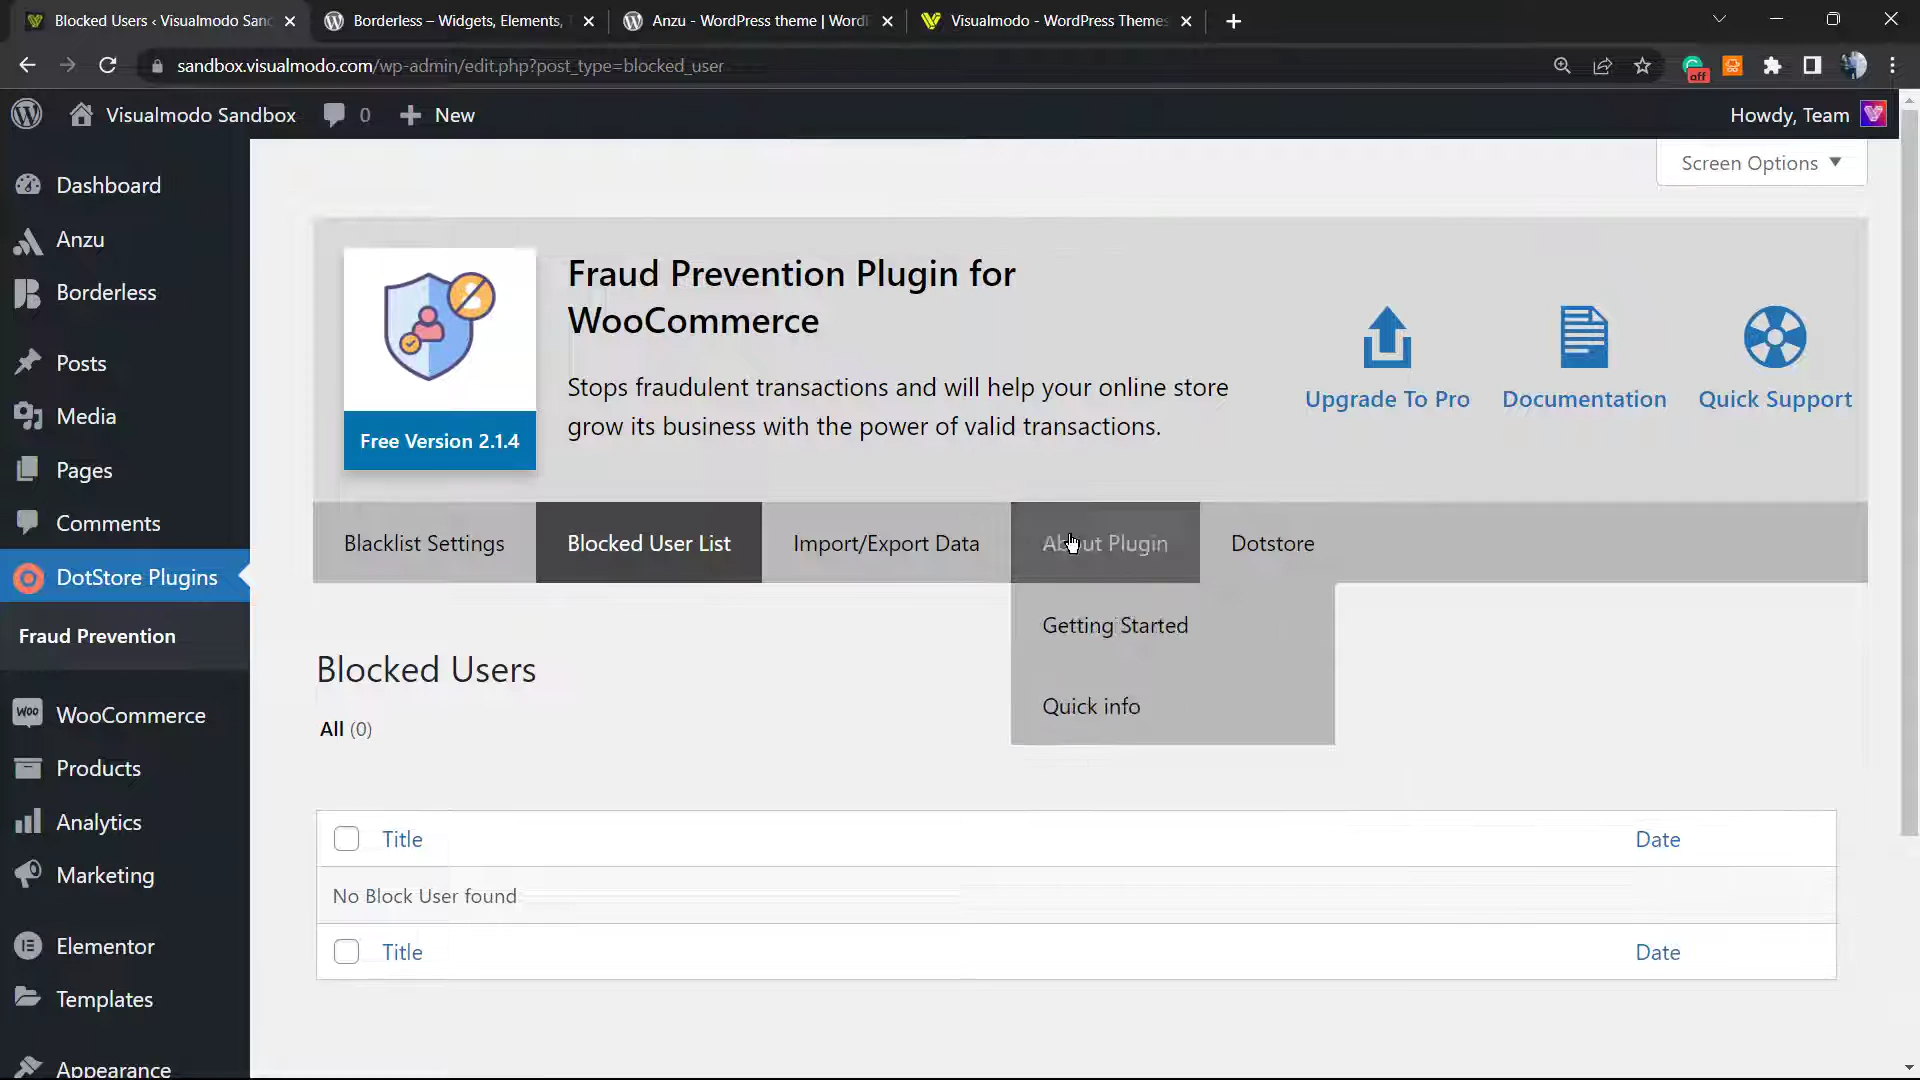 Blocked Users ‹ Visualmodo San
Borderless – Widgets, Elements,
Anzu - WordPress theme | Word
Visualmodo - WordPress Themes
sandbox.visualmodo.com/wp-admin/edit.php?post_type=blocked_user
off
Visualmodo Sandbox
0
New
Howdy, Team
Screen Options
Dashboard
Anzu
Borderless
Posts
Media
Pages
Comments
DotStore Plugins
Fraud Prevention
Woo
WooCommerce
Products
Analytics
Marketing
Elementor
Templates
Appearance
Fraud Prevention Plugin for
WooCommerce
Stops fraudulent transactions and will help your online store
grow its business with the power of valid transactions.
Free Version 2.1.4
Upgrade To Pro
Documentation
Quick Support
Blacklist Settings
Blocked User List
Import/Export Data
About Plugin
Dotstore
Getting Started
Quick info
Blocked Users
All (0)
Title
Date
No Block User found
Title
Date